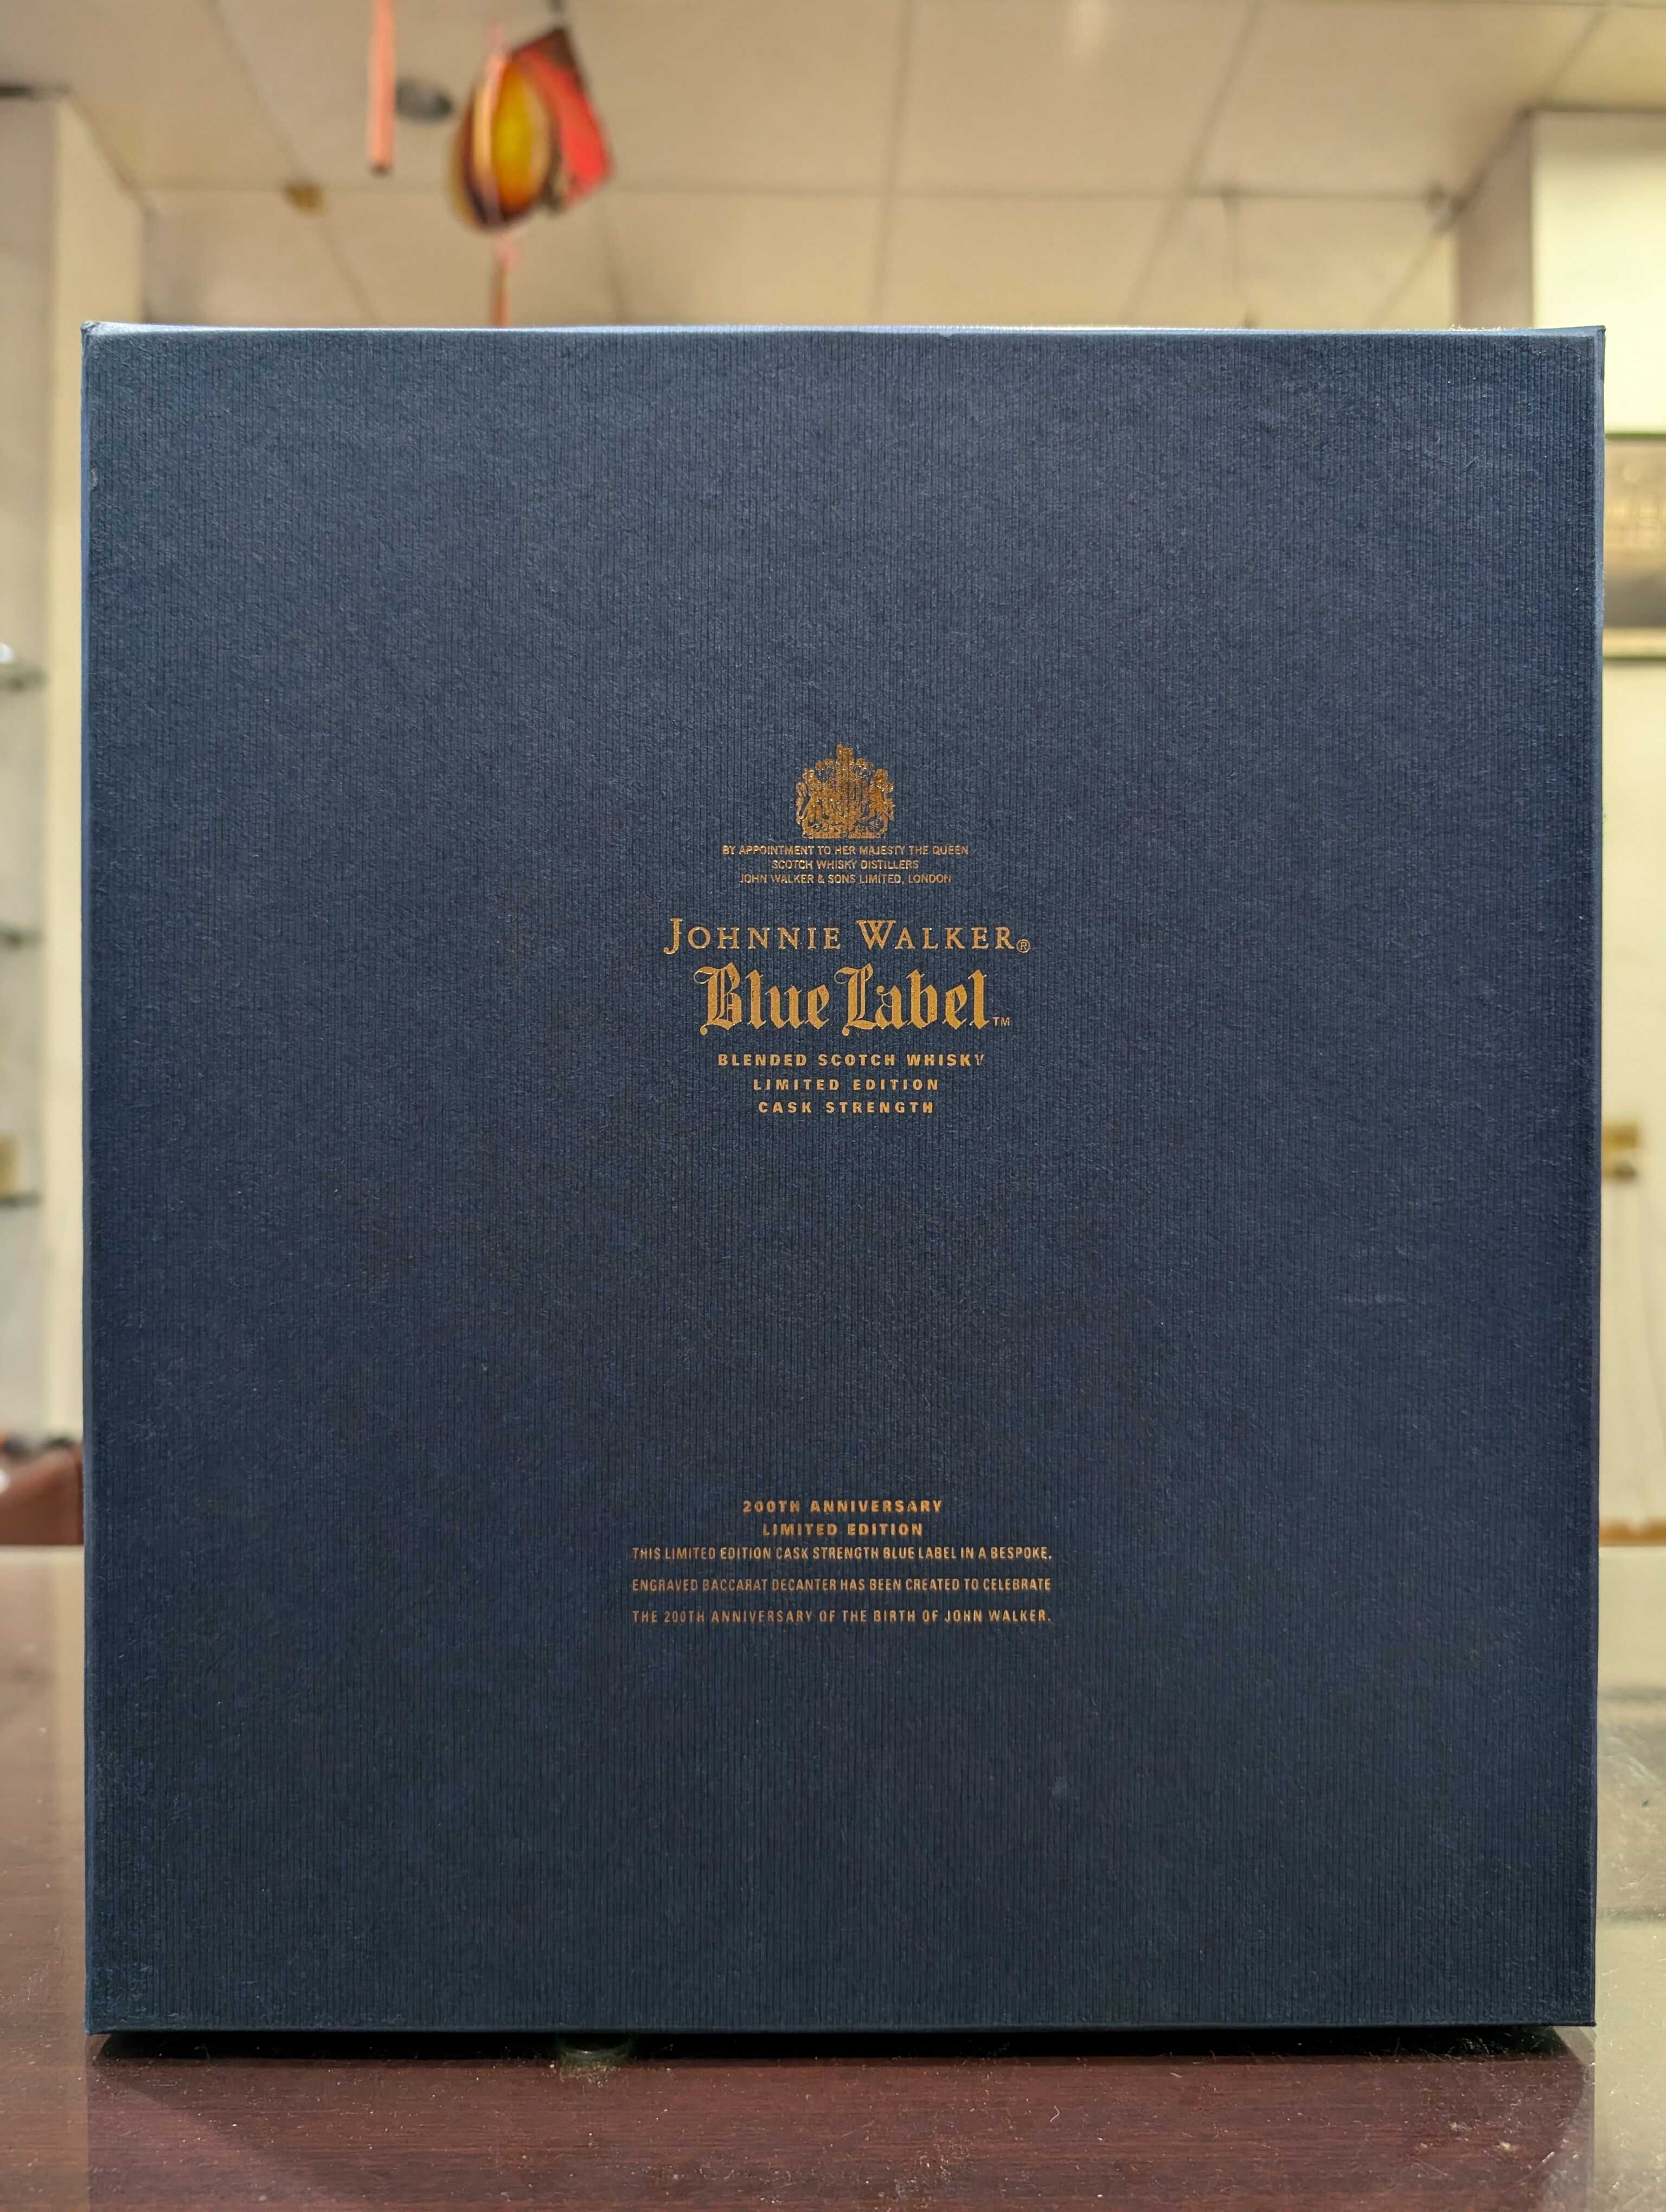 BY APPOINTMENT TO HER MAJESTY THE QUEEN
SCOTCH WHISKY DISTILLERS
JOHN WALKER & SONS LIMITED, LONDON
JOHNNIE WALKER®
Blue Label™
BLENDED SCOTCH WHISKY
LIMITED EDITION
CASK STRENGTH
200TH ANNIVERSARY
LIMITED EDITION
THIS LIMITED EDITION CASK STRENGTH BLUE LABEL IN A BESPOKE,
ENGRAVED BACCARAT DECANTER HAS BEEN CREATED TO CELEBRATE
THE 200TH ANNIVERSARY OF THE BIRTH OF JOHN WALKER.